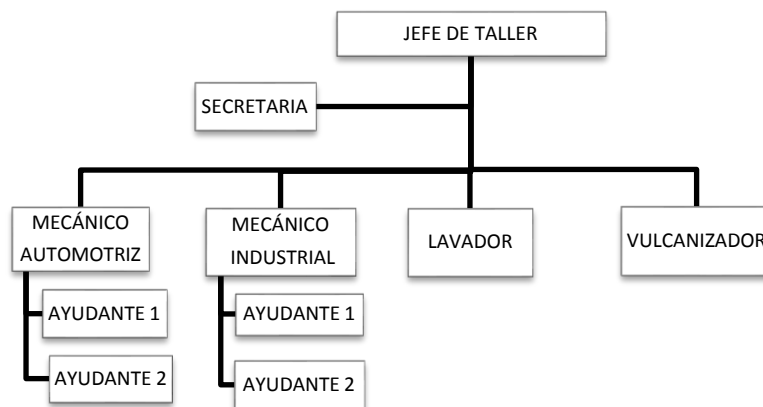 JEFE DE TALLER
SECRETARIA
MECÁNICO
AUTOMOTRIZ
MECÁNICO
INDUSTRIAL
LAVADOR
VULCANIZADOR
AYUDANTE 1
AYUDANTE 2
AYUDANTE 1
AYUDANTE 2